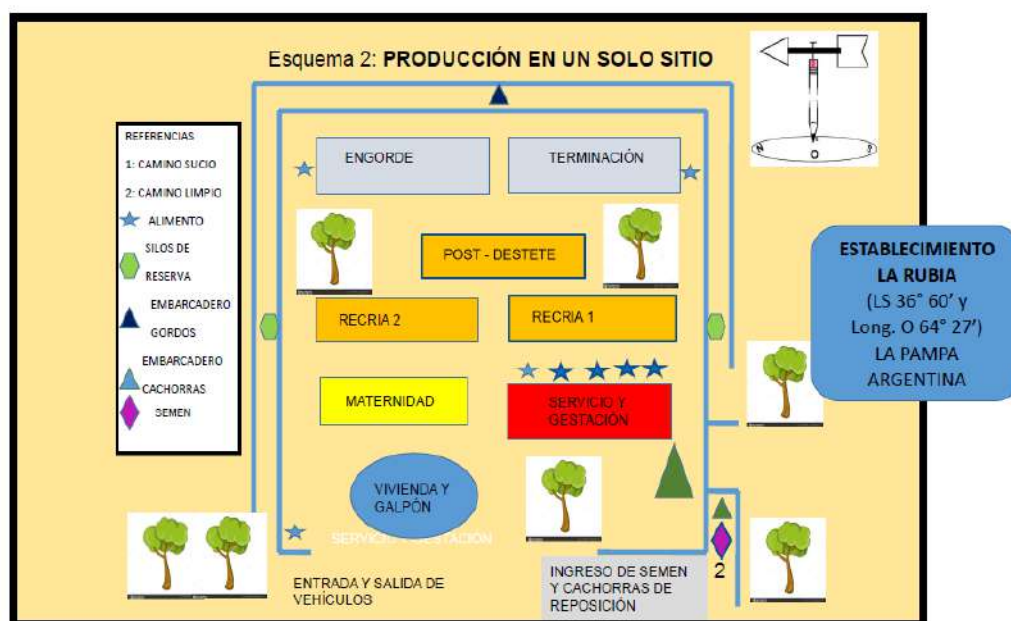 Esquema 2: PRODUCCIÓN EN UN SOLO SITIO
REFERENCIAS
1: CAMINO SUCIO
2: CAMINO LIMPIO
ALIMENTO
SILOS DE
RESERVA
EMBARCADERO
GORDOS
EMBARCADERO
CACHORRAS
SEMEN
ENGORDE
TERMINACIÓN
POST - DESTETE
RECRIA 2
RECRIA 1
MATERNIDAD
SERVICIO Y
GESTACIÓN
VIVIENDA Y
GALPÓN
SERVICIO Y GESTACIÓN
ENTRADA Y SALIDA DE
VEHÍCULOS
INGRESO DE SEMEN
Y CACHORRAS DE
REPOSICIÓN
2
N
O
ESTABLECIMIENTO
LA RUBIA
(LS 36° 60’ y
Long. O 64° 27’)
LA PAMPA
ARGENTINA